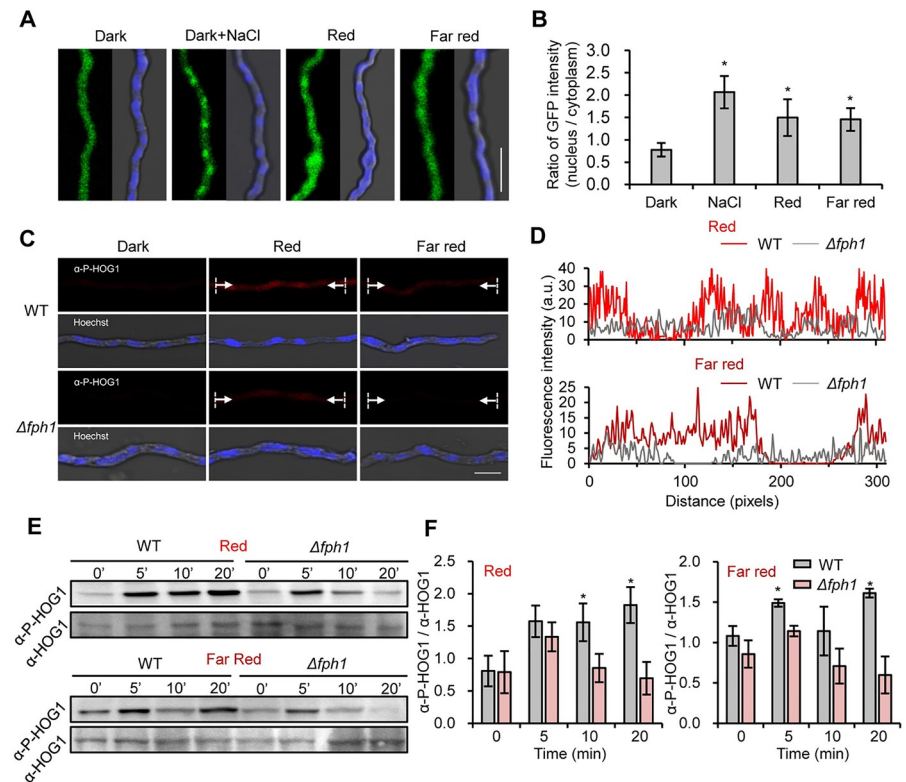 A
Dark Dark+NaCl Red Far red
B
Ratio of GFP intensity
(nucleus / cytoplasm)
3.0
2.5
2.0
1.5
1.0
0.5
0.0
* * *
Dark NaCl Red Far red
C
Dark Red Far red
WT
α-P-HOG1
Hoechst
Δfph1
α-P-HOG1
Hoechst
D
Red
WT Δfph1
Fluorescence intensity (a.u.)
40
30
20
10
0
Far red
WT Δfph1
25
20
15
10
5
0
0 100 200 300
Distance (pixels)
E
WT Red Δfph1
0' 5' 10' 20' 0' 5' 10' 20'
α-P-HOG1
α-HOG1
WT Far Red Δfph1
0' 5' 10' 20' 0' 5' 10' 20'
α-P-HOG1
α-HOG1
F
α-P-HOG1 / α-HOG1
2.5
2.0
1.5
1.0
0.5
0.0
Red
* *
0 5 10 20
Time (min)
α-P-HOG1 / α-HOG1
2.0
1.5
1.0
0.5
0.0
Far red
WT
Δfph1
* *
0 5 10 20
Time (min)